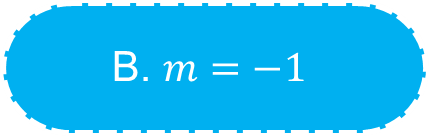 B. 𝑚 = −1